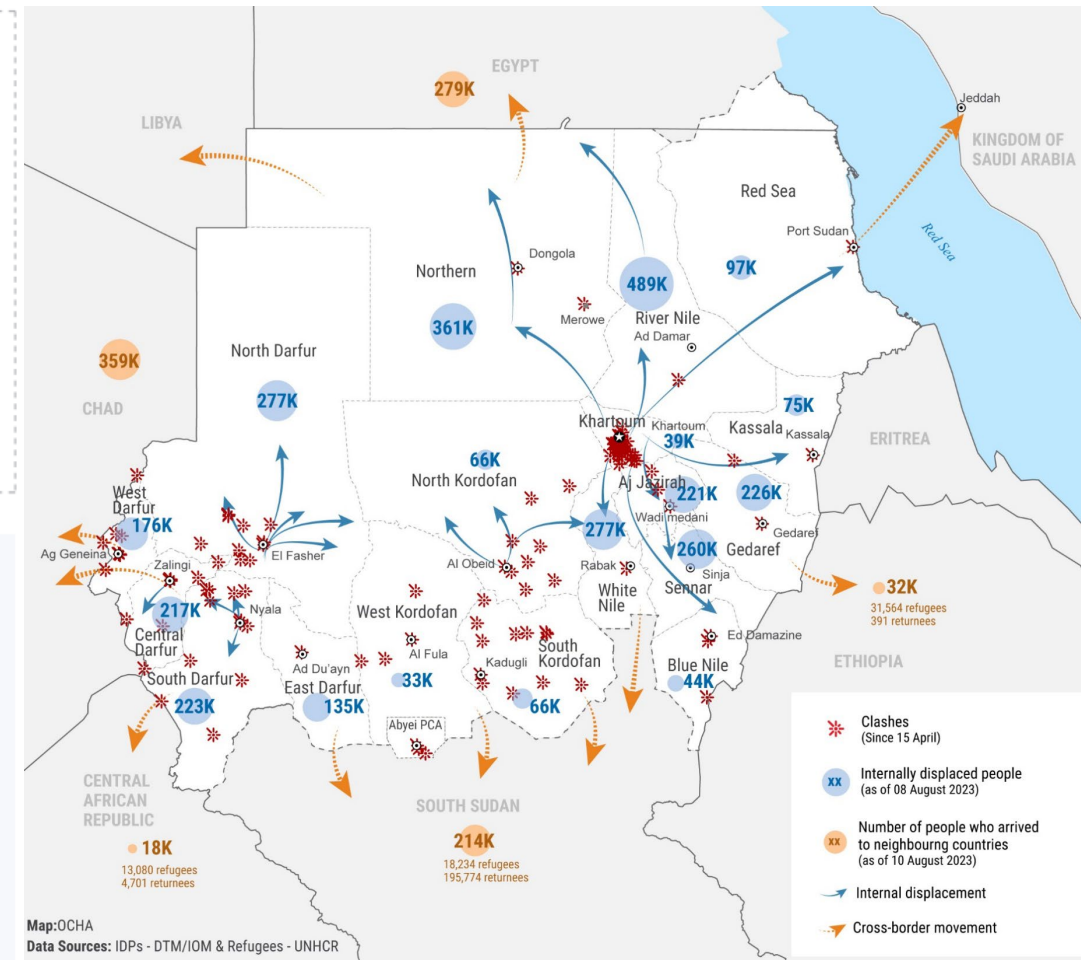 EGYPT
279K
Jeddah
LIBYA
KINGDOM OF
SAUDI ARABIA
Red Sea
Port Sudan
Red Sea
Dongola
Northern
97K
489K
Merowe
River Nile
361K
Ad Damar
North Darfur
359K
277K
CHAD
75K
Khartoum
Khartoum
39K
Kassala
Kassala
ERITREA
66K
North Kordofan
Aj Jazirah
221K
226K
Wadi medani
West
Darfur
176K
277K
Gedaref
Ag Geneina
El Fasher
260K
Gedaref
Zalingi
Al Obeid
Rabak
Sinja
Sennar
32K
31,564 refugees
391 returnees
White
Nile
217K
Nyala
West Kordofan
Central
Darfur
Ed Damazine
Al Fula
South
Kordofan
ETHIOPIA
Ad Du'ayn
Kadugli
Blue Nile
South Darfur
East Darfur
33K
44K
223K
135K
66K
Abyei PCA
CENTRAL
AFRICAN
REPUBLIC
18K
13,080 refugees
4,701 returnees
SOUTH SUDAN
214K
18,234 refugees
195,774 returnees
Clashes
(Since 15 April)
xx
Internally displaced people
(as of 08 August 2023)
xx
Number of people who arrived
to neighbourng countries
(as of 10 August 2023)
Internal displacement
Cross-border movement
Map:OCHA
Data Sources: IDPs - DTM/IOM & Refugees - UNHCR